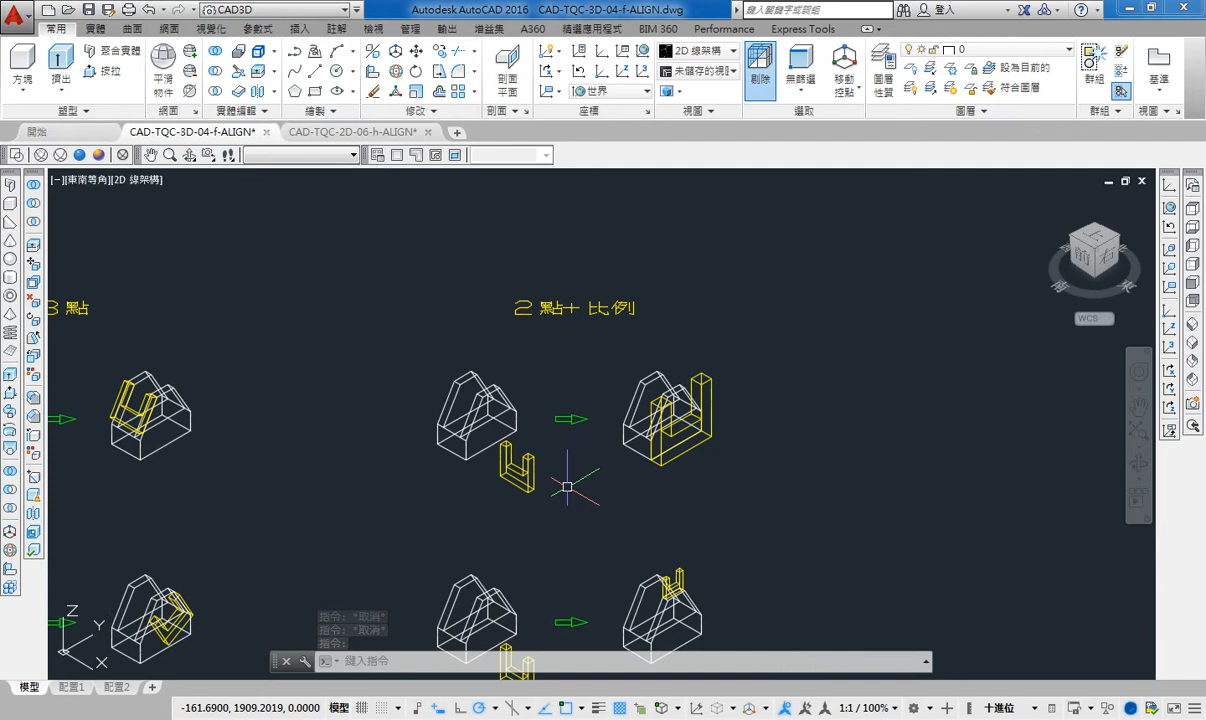 CAD3D
Autodesk AutoCAD 2016 CAD-TQC-3D-04-f-ALIGN.dwg
鍵入關鍵字或詞組
登入
常用 實體 曲面 網面 視覺化 參數式 插入 註解 檢視 管理 輸出 增益集 A360 精選應用程式 BIM 360 Performance Express Tools
方塊 擠出 聚合實體 按拉 平滑物件 剖面平面 2D 線架構 未儲存的視 世界 剔除 無篩選 移動控點 圖層性質 0 設為目前的 符合圖層 群組 基準
塑型 網面 實體編輯 繪製 修改 剖面 座標 視圖 選取 圖層 群組 視圖
開始 CAD-TQC-3D-04-f-ALIGN* CAD-TQC-2D-06-h-ALIGN*
[−][東南等角][2D 線架構]
上 前 右
WCS
3 點 2 點+ 比例
Z
Y
X
指令: *取消*
指令: *取消*
指令:
鍵入指令
模型 配置1 配置2 +
-161.6900, 1909.2019, 0.0000 模型 1:1 / 100% 十進位